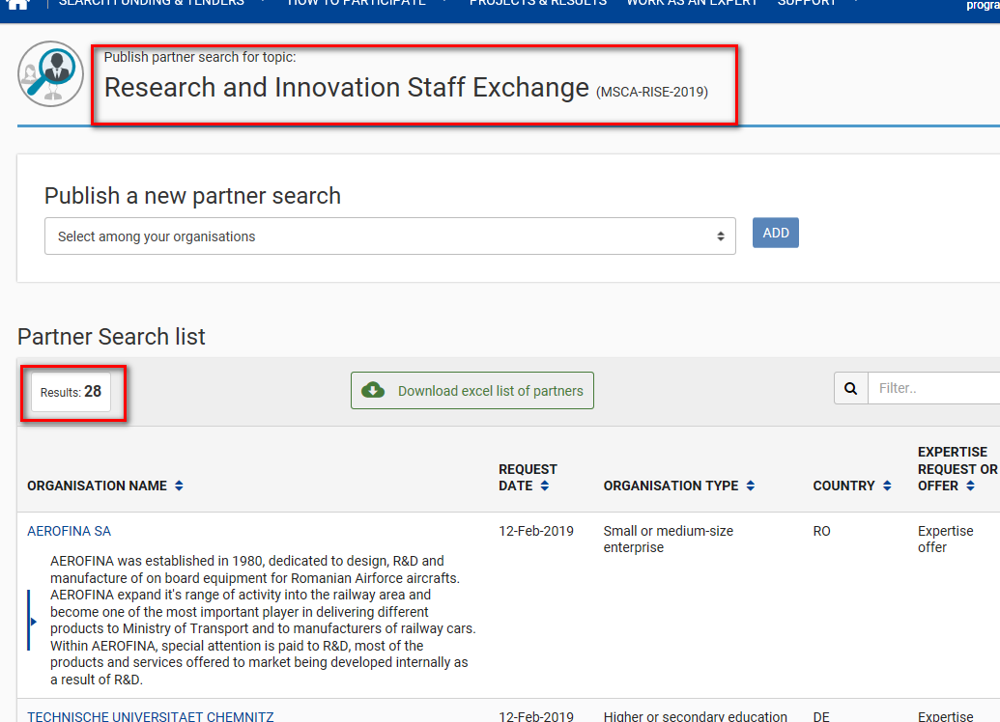 SEARCH FUNDING & TENDERS HOW TO PARTICIPATE PROJECTS & RESULTS WORK AS AN EXPERT SUPPORT
progra
Publish partner search for topic:
Research and Innovation Staff Exchange (MSCA-RISE-2019)
Publish a new partner search
Select among your organisations
ADD
Partner Search list
Results: 28
Download excel list of partners
Filter..
ORGANISATION NAME
REQUEST
DATE
ORGANISATION TYPE
COUNTRY
EXPERTISE
REQUEST OR
OFFER
AEROFINA SA
12-Feb-2019
Small or medium-size
enterprise
RO
Expertise
offer
AEROFINA was established in 1980, dedicated to design, R&D and
manufacture of on board equipment for Romanian Airforce aircrafts.
AEROFINA expand it's range of activity into the railway area and
become one of the most important player in delivering different
products to Ministry of Transport and to manufacturers of railway cars.
Within AEROFINA, special attention is paid to R&D, most of the
products and services offered to market being developed internally as
a result of R&D.
TECHNISCHE UNIVERSITAET CHEMNITZ
12-Feb-2019
Higher or secondary education
DE
Expertise